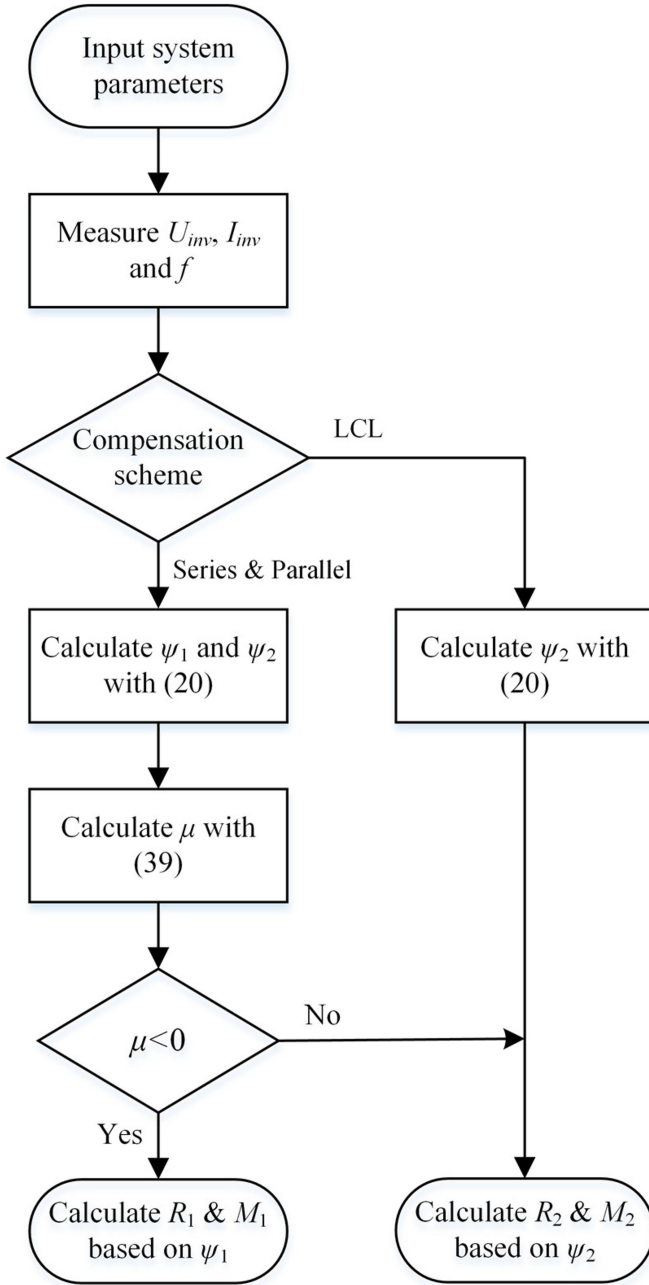 Input system
parameters
Measure U_inv, I_inv
and f
Compensation
scheme
LCL
Series & Parallel
Calculate ψ₁ and ψ₂
with (20)
Calculate ψ₂ with
(20)
Calculate μ with
(39)
μ<0
No
Yes
Calculate R₁ & M₁
based on ψ₁
Calculate R₂ & M₂
based on ψ₂